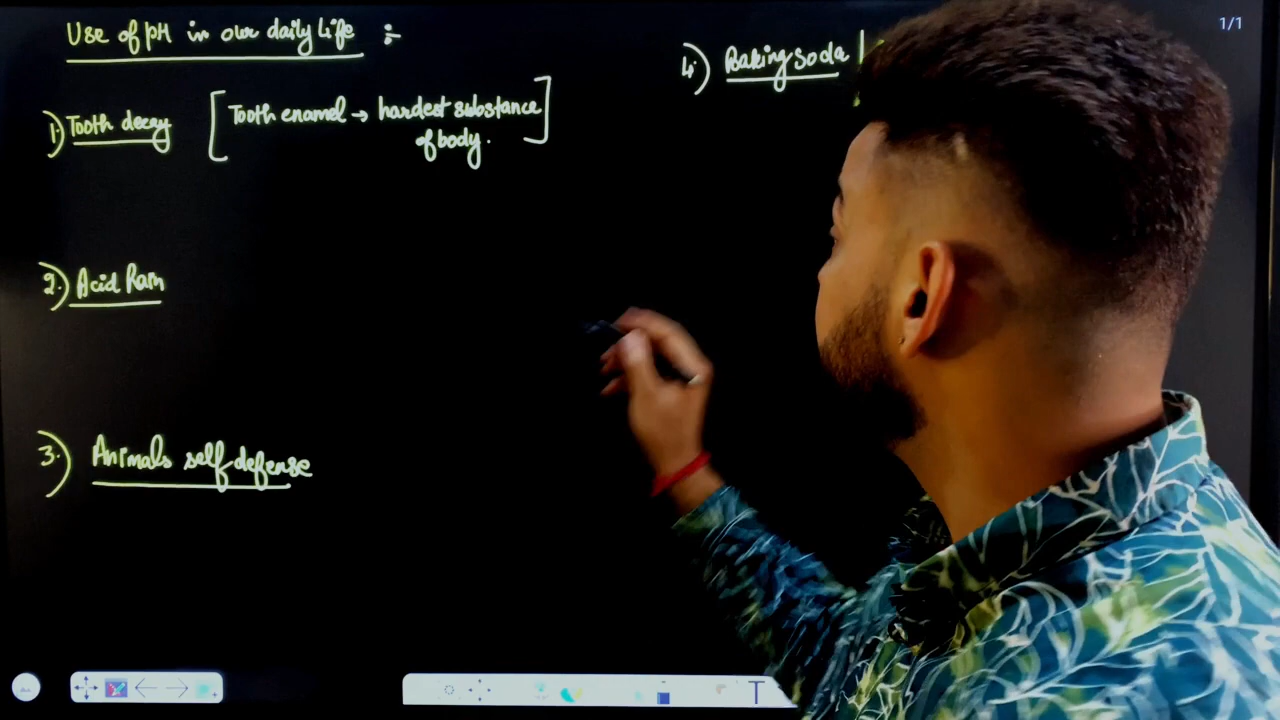 Use of pH in our daily Life :-
1) Tooth decay [Tooth enamel → hardest substance
of body.]
2.) Acid Rain
3.) Animals self-defense
4.) Baking soda
1/1
T